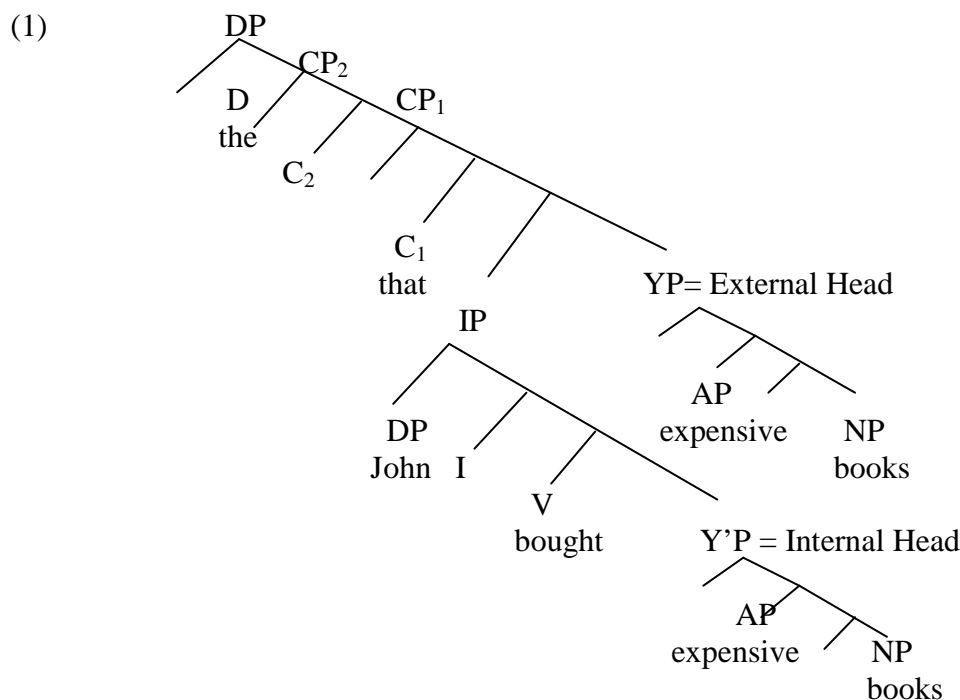 (1) DP
CP₂
D CP₁
the
C₂
C₁
that YP= External Head
IP
AP
DP expensive NP
John I books
V
bought Y’P = Internal Head
AP
expensive NP
books